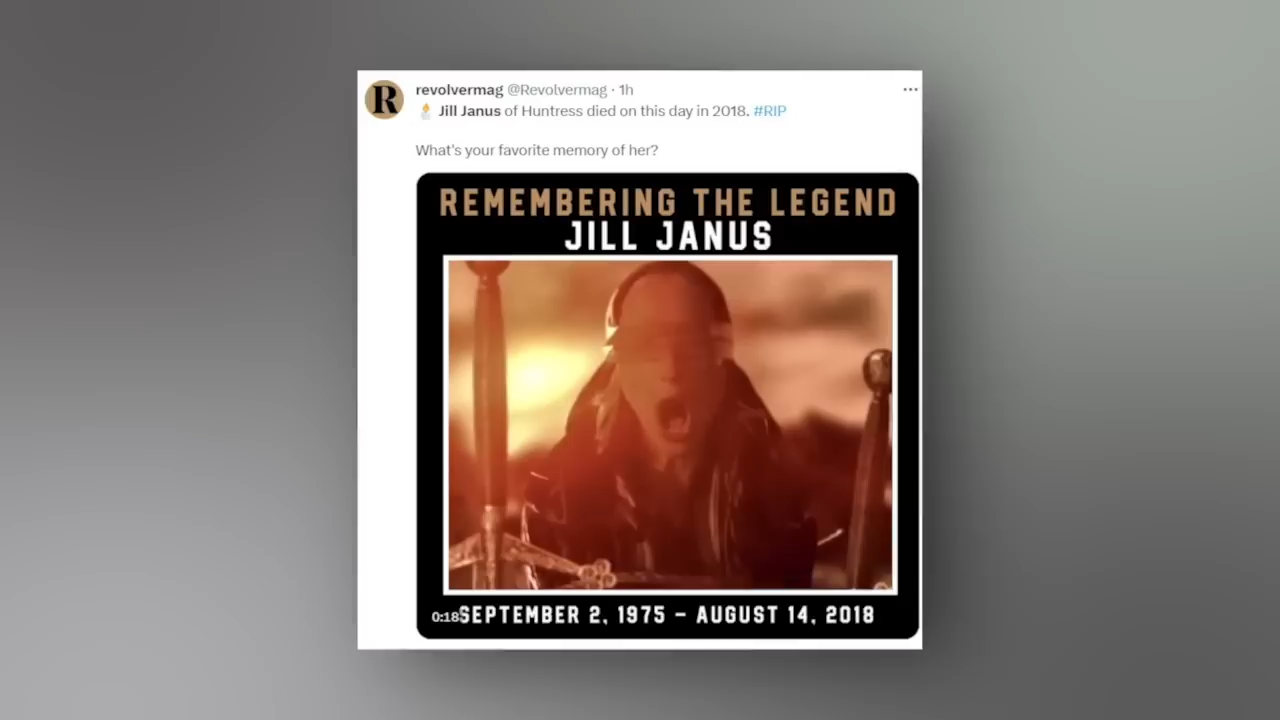 R
revolvermag @Revolvermag · 1h
Jill Janus of Huntress died on this day in 2018. #RIP
What's your favorite memory of her?
REMEMBERING THE LEGEND
JILL JANUS
0:18
SEPTEMBER 2, 1975 – AUGUST 14, 2018